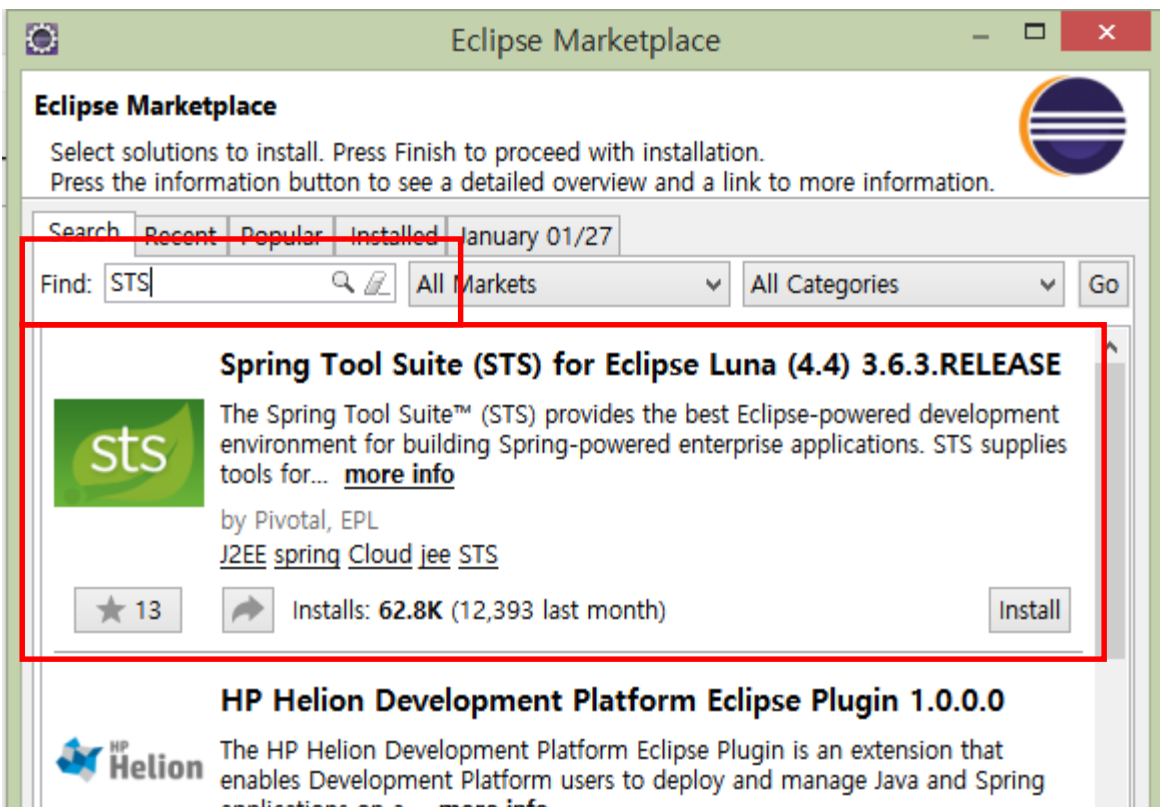 Eclipse Marketplace
Eclipse Marketplace
Select solutions to install. Press Finish to proceed with installation.
Press the information button to see a detailed overview and a link to more information.
Search Recent Popular Installed January 01/27
Find: STS All Markets All Categories Go
Spring Tool Suite (STS) for Eclipse Luna (4.4) 3.6.3.RELEASE
sts
The Spring Tool Suite™ (STS) provides the best Eclipse-powered development
environment for building Spring-powered enterprise applications. STS supplies
tools for... more info
by Pivotal, EPL
J2EE spring Cloud jee STS
13 Installs: 62.8K (12,393 last month) Install
HP Helion Development Platform Eclipse Plugin 1.0.0.0
HP
Helion
The HP Helion Development Platform Eclipse Plugin is an extension that
enables Development Platform users to deploy and manage Java and Spring
applications on a... more info